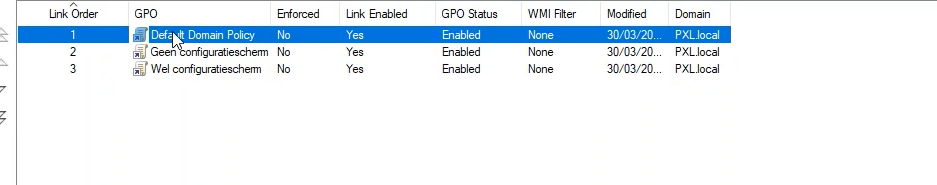 Link Order GPO Enforced Link Enabled GPO Status WMI Filter Modified Domain
1 Default Domain Policy No Yes Enabled None 30/03/20... PXL.local
2 Geen configuratiescherm No Yes Enabled None 30/03/20... PXL.local
3 Wel configuratiescherm No Yes Enabled None 30/03/20... PXL.local